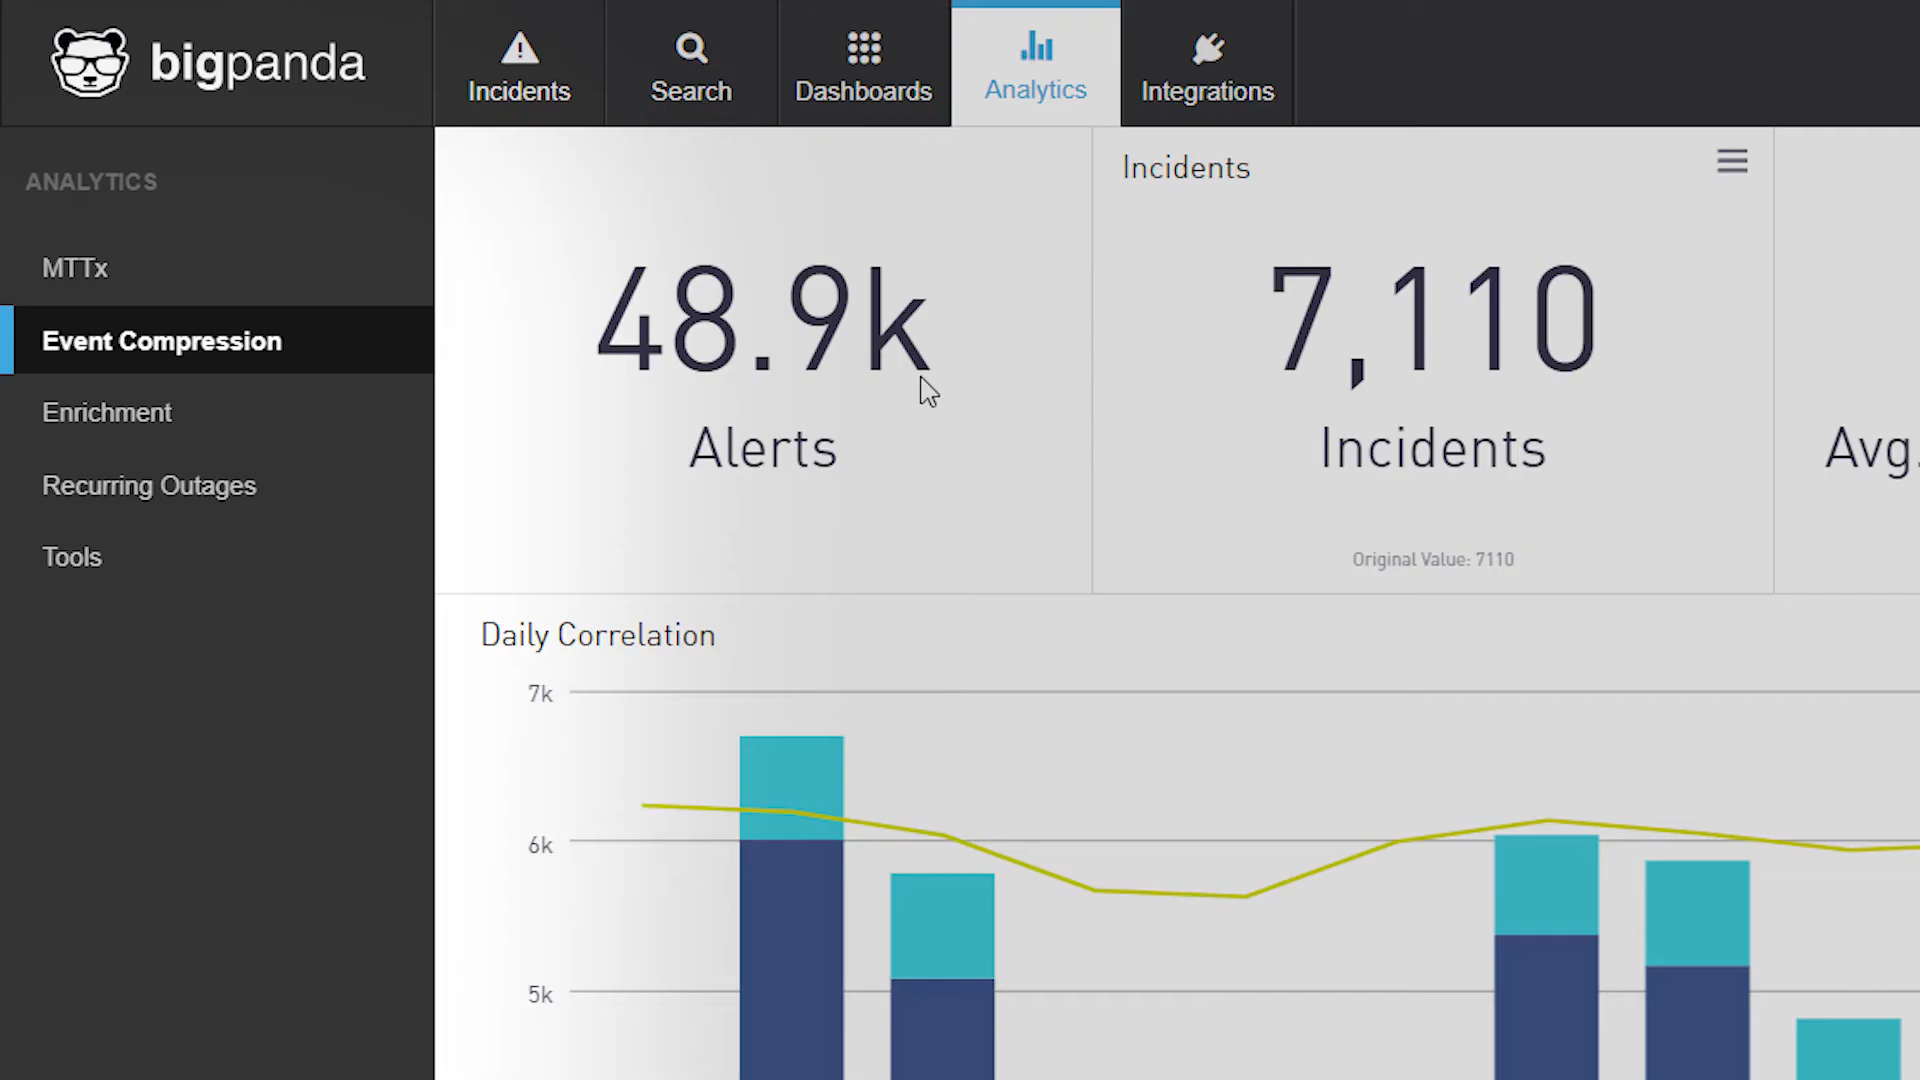 bigpanda
Incidents
Search
Dashboards
Analytics
Integrations
ANALYTICS
MTTx
Event Compression
Enrichment
Recurring Outages
Tools
48.9k
Alerts
Incidents
7,110
Incidents
Original Value: 7110
Avg.
Daily Correlation
7k
6k
5k